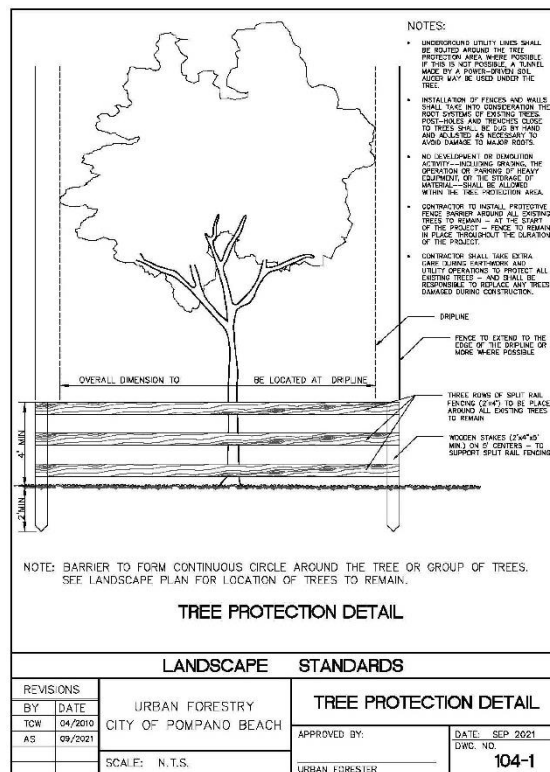 NOTES:
• UNDERGROUND UTILITY LINES SHALL
BE ROUTED AROUND THE TREE
PROTECTION AREA WHERE POSSIBLE.
IF THIS IS NOT POSSIBLE, A TUNNEL
MADE BY A POWER-DRIVEN SOIL
AUGER MAY BE USED UNDER THE
TREE.
• INSTALLATION OF FENCES AND WALLS
SHALL TAKE INTO CONSIDERATION THE
ROOT SYSTEMS OF EXISTING TREES.
POST-HOLES AND TRENCHES CLOSE
TO TREES SHALL BE DUG BY HAND
AND ADJUSTED AS NECESSARY TO
AVOID DAMAGE TO MAJOR ROOTS.
• NO DEVELOPMENT OR DEMOLITION
ACTIVITY--INCLUDING GRADING, THE
OPERATION OR PARKING OF HEAVY
EQUIPMENT, OR THE STORAGE OF
MATERIAL--SHALL BE ALLOWED
WITHIN THE TREE PROTECTION AREA.
• CONTRACTOR TO INSTALL PROTECTIVE
FENCE BARRIER AROUND ALL EXISTING
TREES TO REMAIN - AT THE START
OF THE PROJECT - FENCE TO REMAIN
IN PLACE THROUGHOUT THE DURATION
OF THE PROJECT.
• CONTRACTOR SHALL TAKE EXTRA
CARE DURING EARTHWORK AND
UTILITY OPERATIONS TO PROTECT ALL
EXISTING TREES - AND SHALL BE
RESPONSIBLE TO REPLACE ANY TREES
DAMAGED DURING CONSTRUCTION.
DRIPLINE
FENCE TO EXTEND TO THE
EDGE OF THE DRIPLINE OR
MORE WHERE POSSIBLE
OVERALL DIMENSION TO BE LOCATED AT DRIPLINE
THREE ROWS OF SPLIT RAIL
FENCING (2"x4") TO BE PLACE
AROUND ALL EXISTING TREES
TO REMAIN
WOODEN STAKES (2"x4"x6'
MIN.) ON 5' CENTERS - TO
SUPPORT SPLIT RAIL FENCING
4' MIN
2'MIN
NOTE: BARRIER TO FORM CONTINUOUS CIRCLE AROUND THE TREE OR GROUP OF TREES.
SEE LANDSCAPE PLAN FOR LOCATION OF TREES TO REMAIN.
TREE PROTECTION DETAIL
LANDSCAPE STANDARDS
REVISIONS
BY DATE
TCW 04/2010
AS 09/2021
URBAN FORESTRY
CITY OF POMPANO BEACH
SCALE: N.T.S.
TREE PROTECTION DETAIL
APPROVED BY:
URBAN FORESTER
DATE: SEP 2021
DWG. NO.
104-1